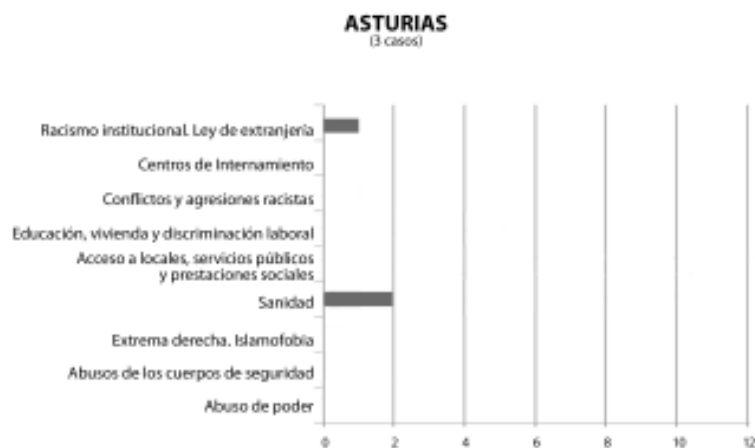 ASTURIAS
(3 casos)
Racismo institucional. Ley de extranjería
Centros de Internamiento
Conflictos y agresiones racistas
Educación, vivienda y discriminación laboral
Acceso a locales, servicios públicos
y prestaciones sociales
Sanidad
Extrema derecha. Islamofobia
Abusos de los cuerpos de seguridad
Abuso de poder
0 2 4 6 8 10 12